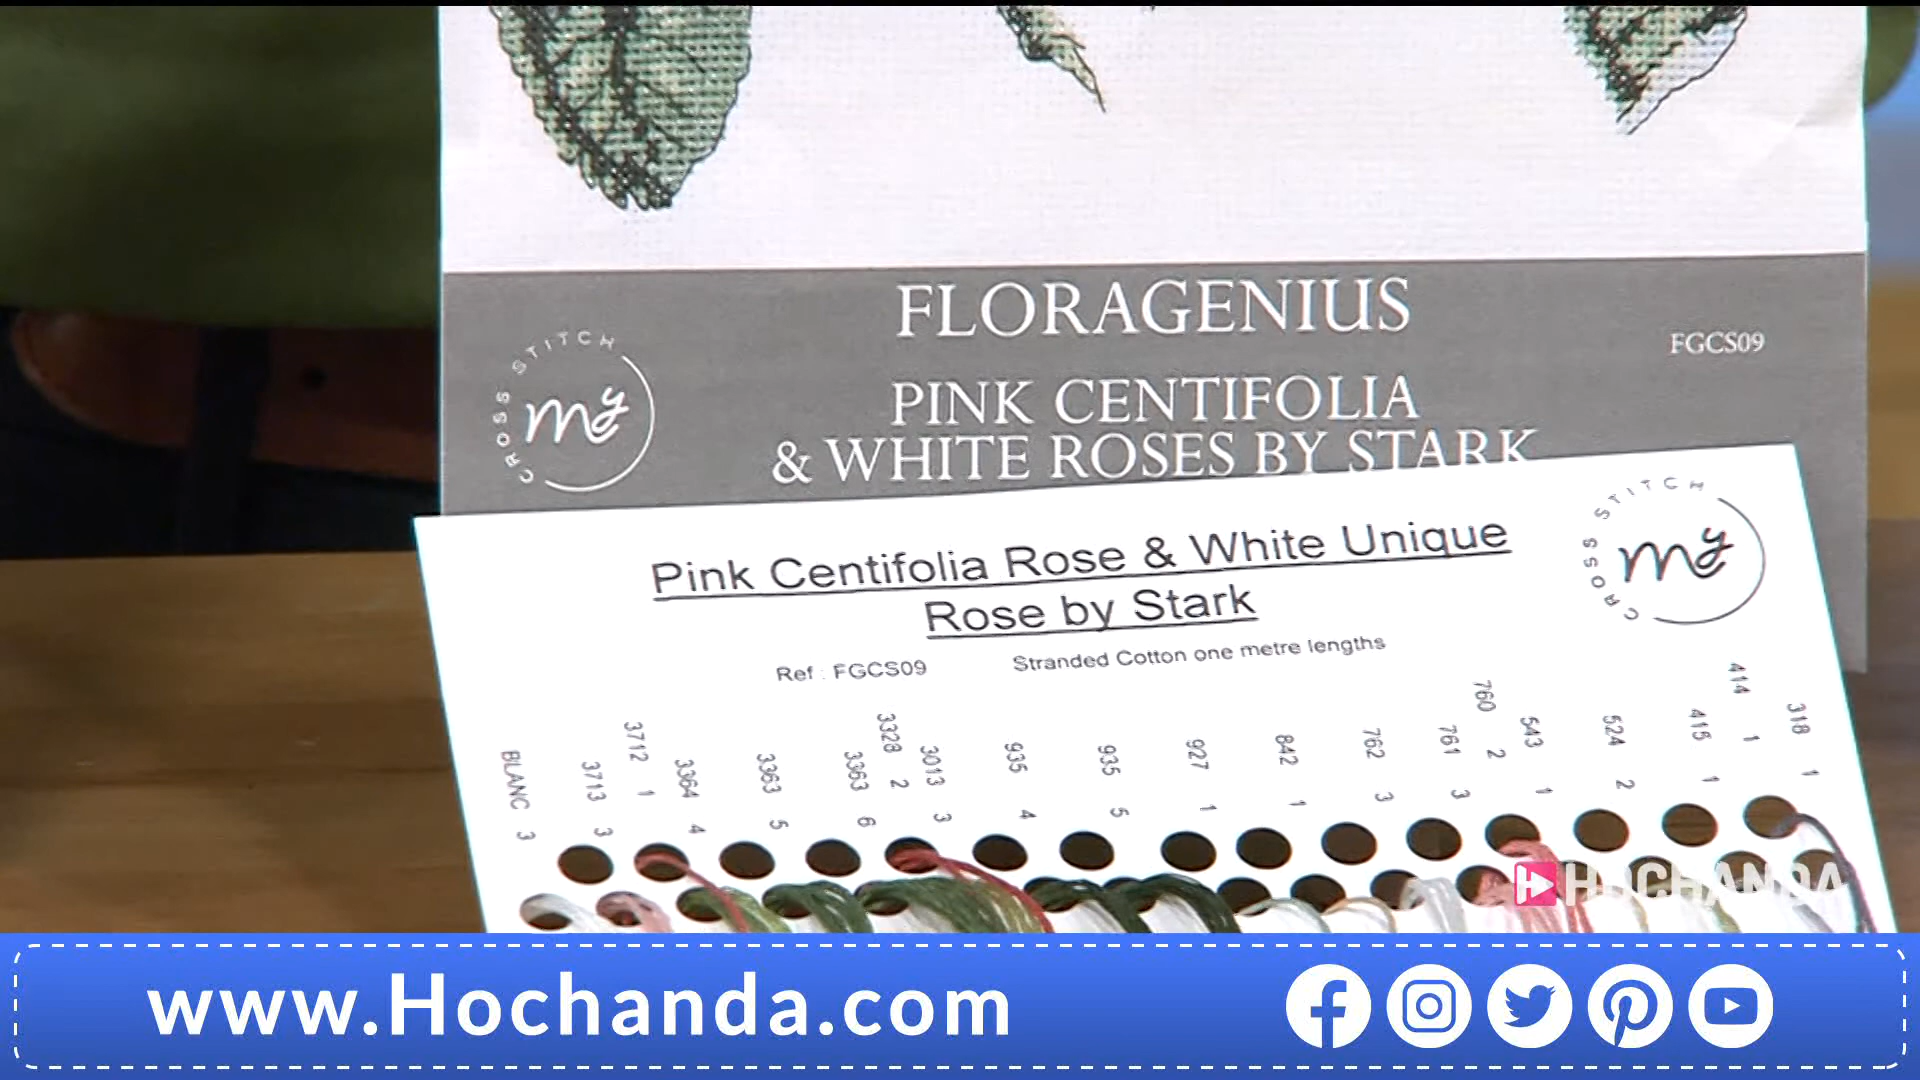 FLORAGENIUS
FGCS09
PINK CENTIFOLIA
& WHITE ROSES BY STARK
CROSS STITCH
my
Pink Centifolia Rose & White Unique
Rose by Stark
CROSS STITCH
my
Ref : FGCS09 Stranded Cotton one metre lengths
BLANC 3
3713 3
3712 1
3364 4
3363 5
3363 6
3328 2
3013 3
935 4
935 5
927 1
842 1
762 3
761 3
760 2
543 1
524 2
415 1
414 1
318 1
HOCHANDA
www.Hochanda.com